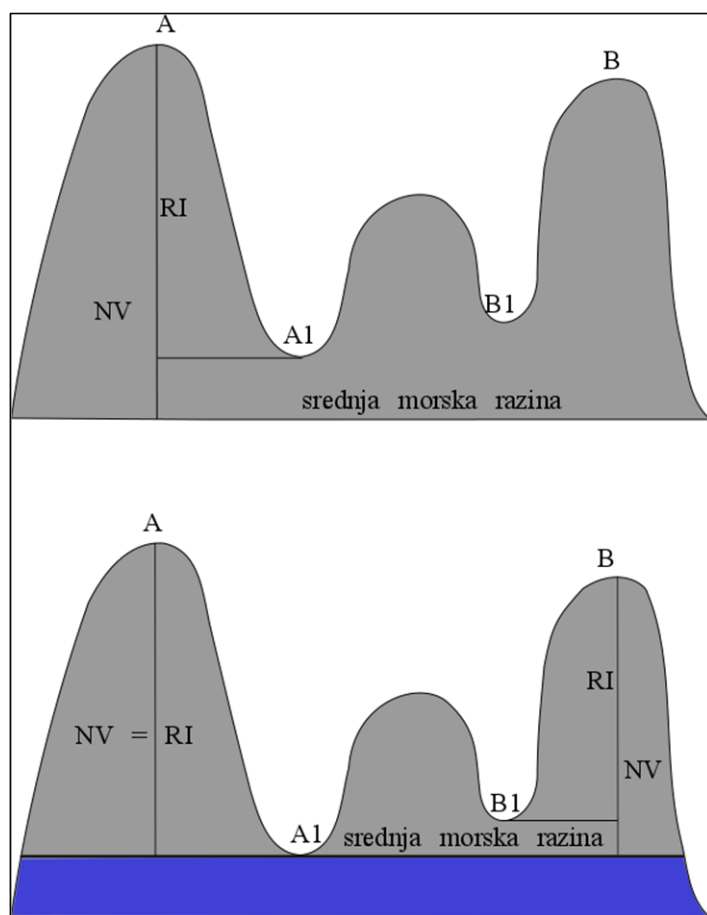 A
B
RI
NV
B1
A1
srednja morska razina
A
B
RI
NV = RI
NV
B1
A1 srednja morska razina